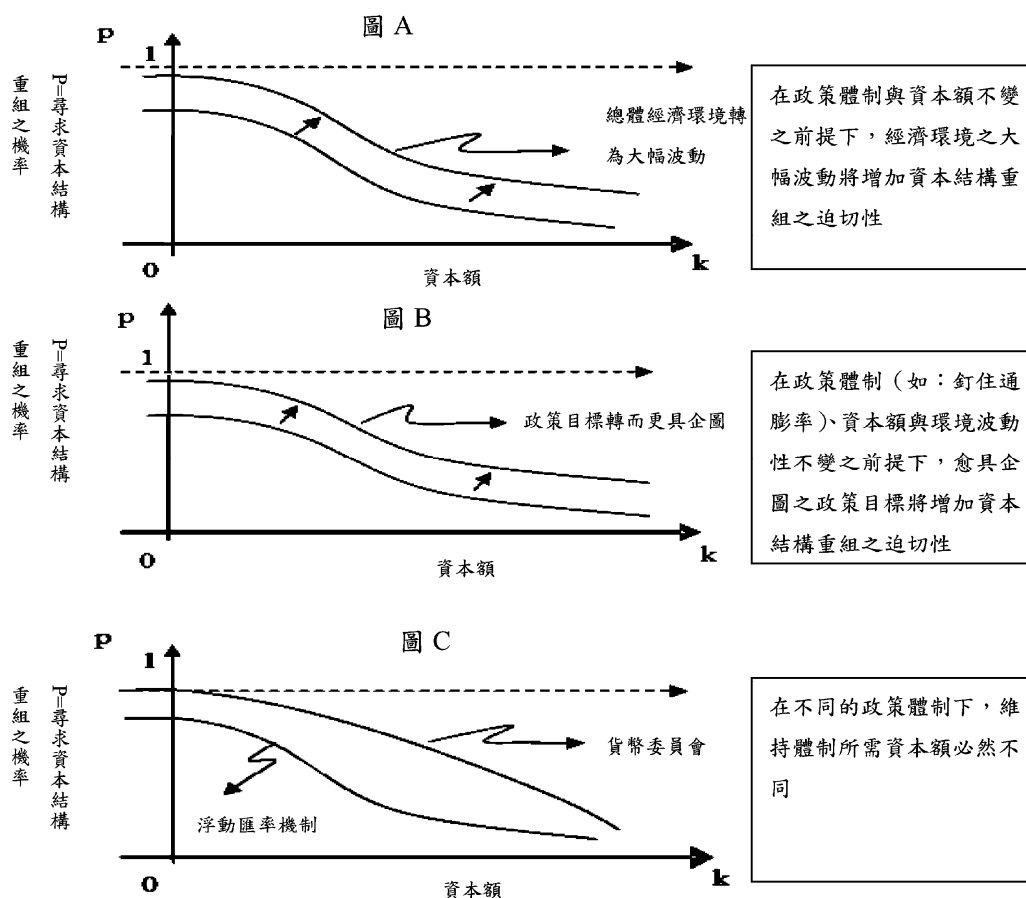 圖 A
p
1
重組之機率
P=尋求資本結構
總體經濟環境轉
為大幅波動
0
資本額
k
在政策體制與資本額不變
之前提下，經濟環境之大
幅波動將增加資本結構重
組之迫切性
圖 B
p
1
重組之機率
P=尋求資本結構
政策目標轉而更具企圖
0
資本額
k
在政策體制（如：釘住通
膨率）、資本額與環境波動
性不變之前提下，愈具企
圖之政策目標將增加資本
結構重組之迫切性
圖 C
p
1
重組之機率
P=尋求資本結構
貨幣委員會
浮動匯率機制
0
資本額
k
在不同的政策體制下，維
持體制所需資本額必然不
同